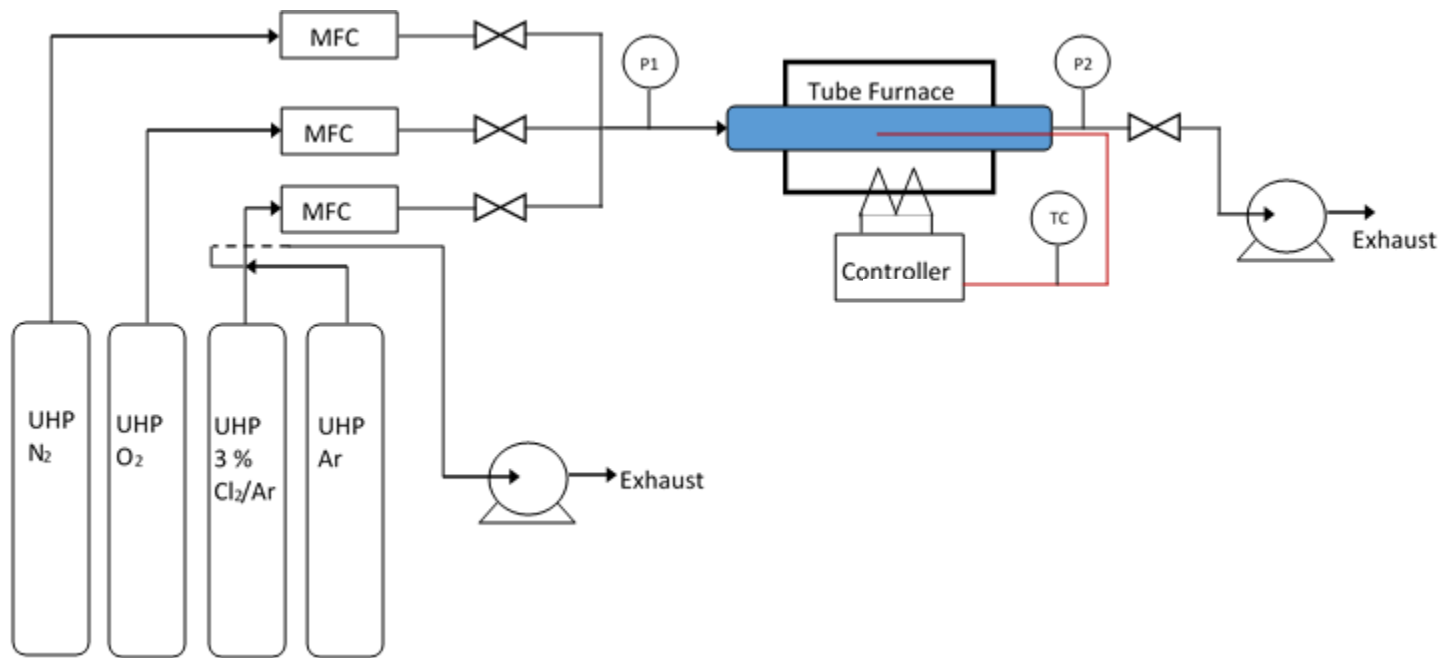 MFC
P1
P2
Tube Furnace
MFC
MFC
TC
Exhaust
Controller
UHP
N₂
UHP
O₂
UHP
3 %
Cl₂/Ar
UHP
Ar
Exhaust